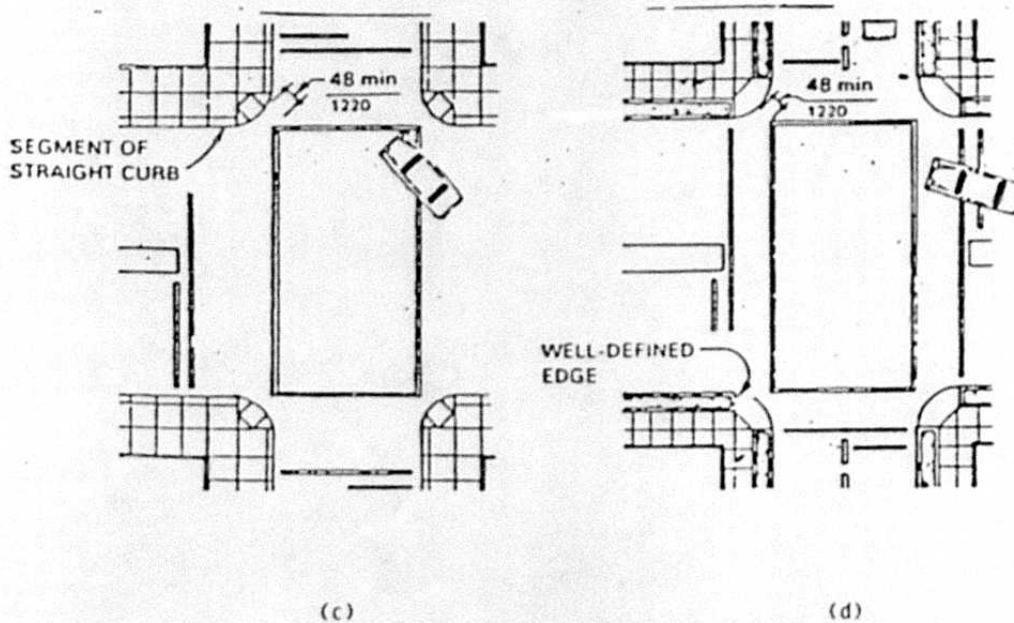 48 min
1220
SEGMENT OF
STRAIGHT CURB
(c)
48 min
1220
WELL-DEFINED
EDGE
(d)